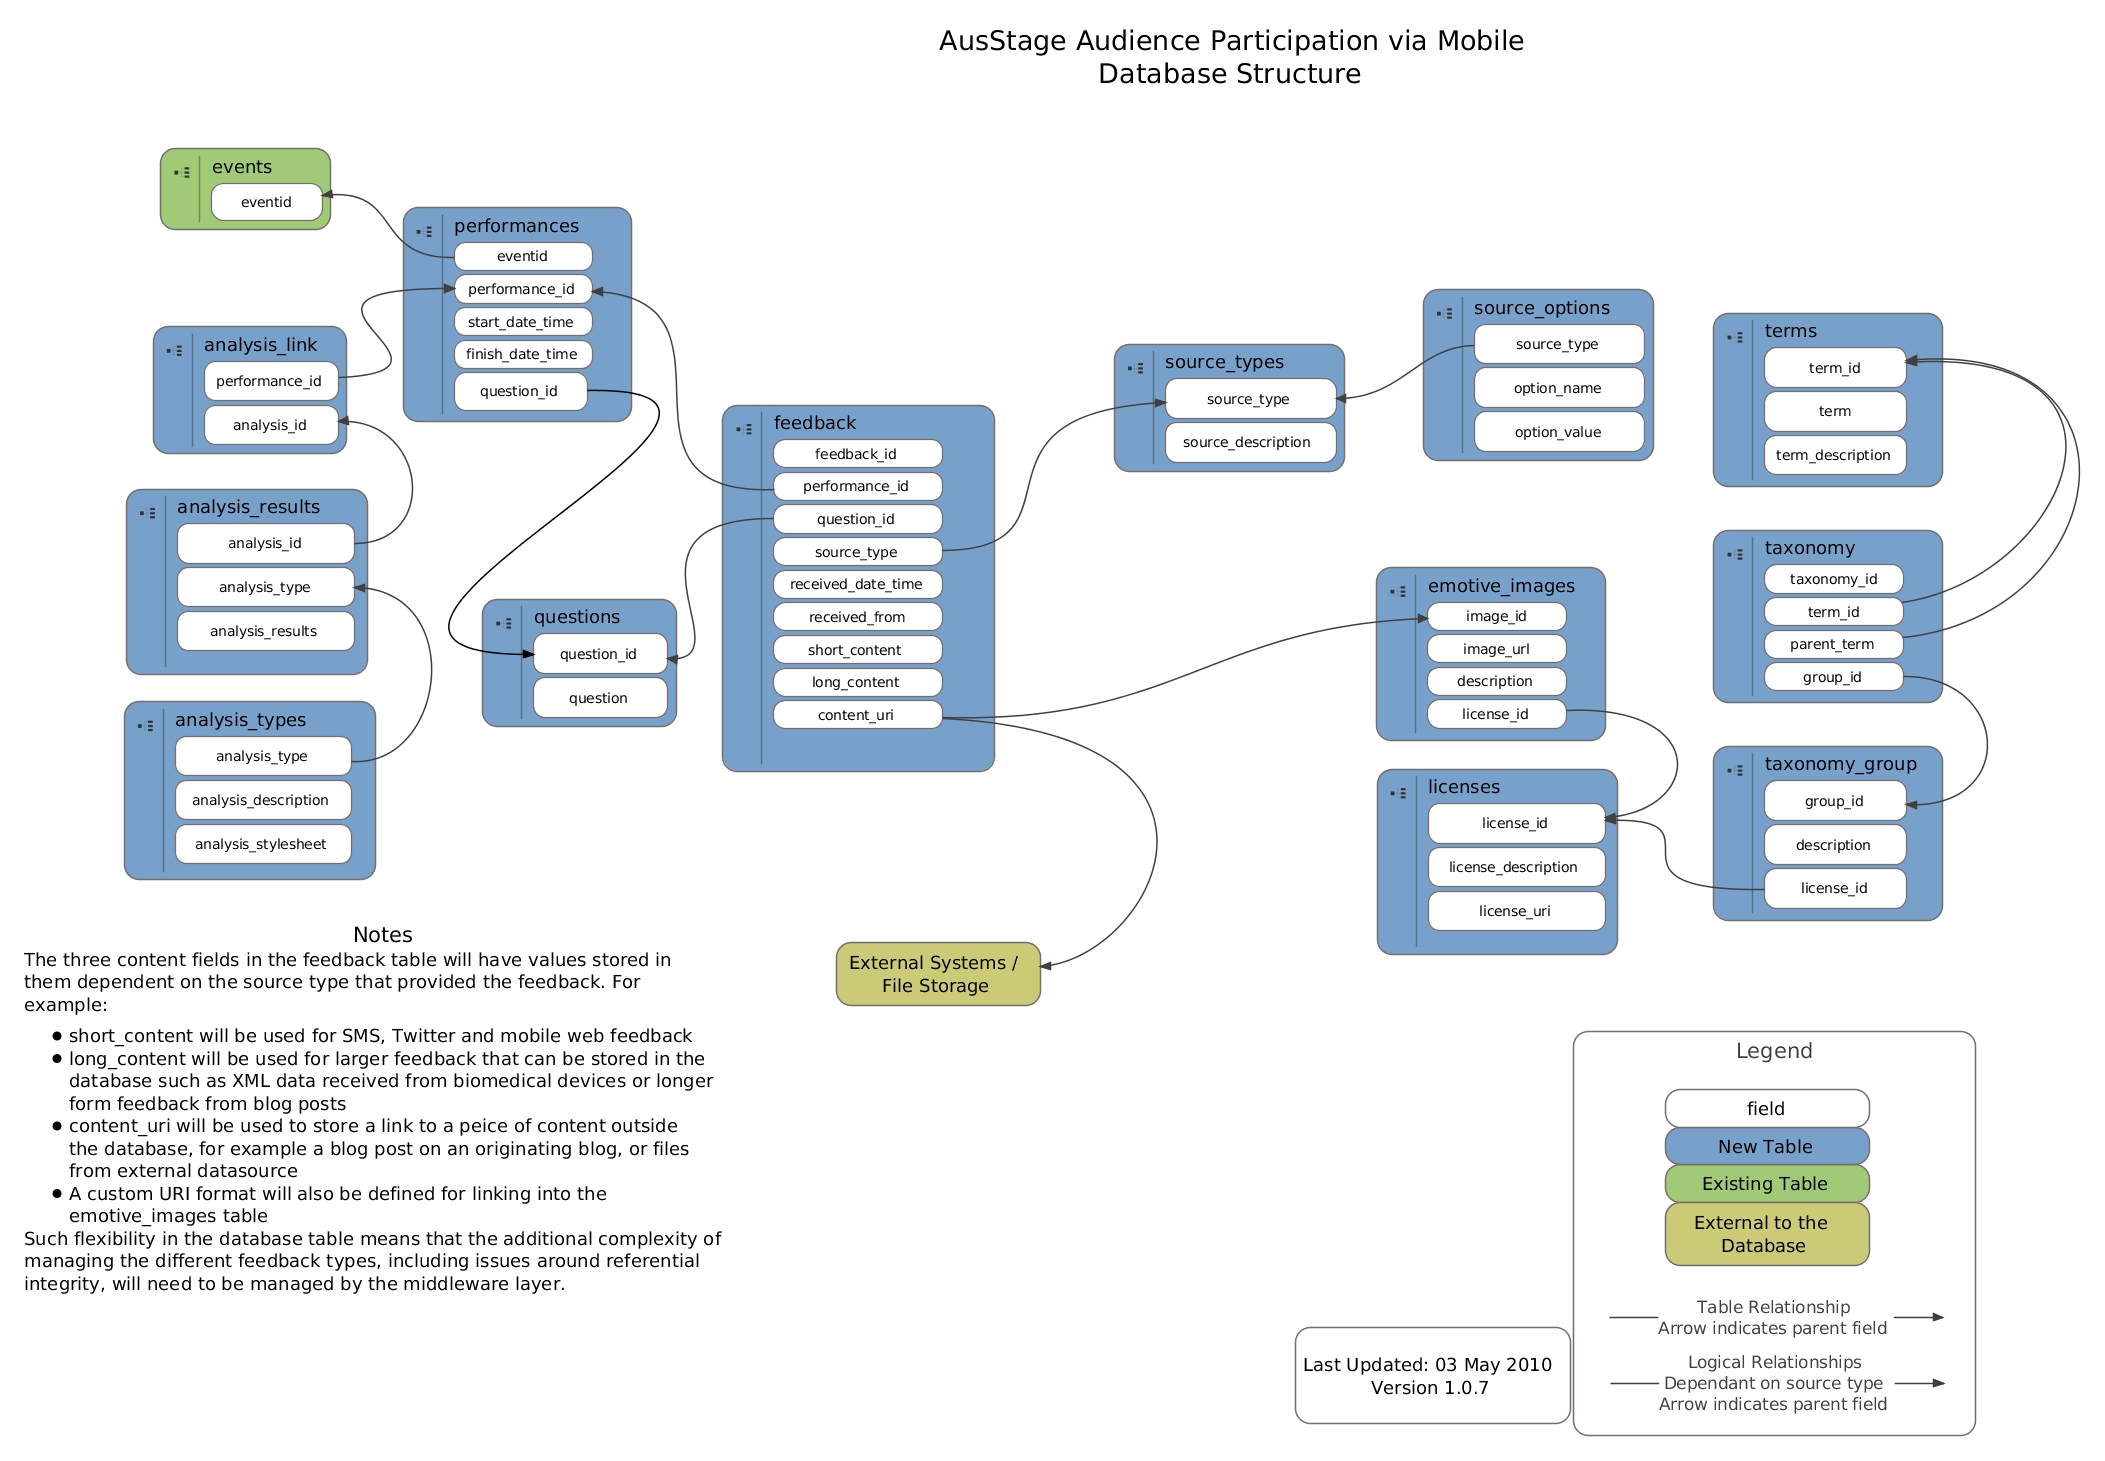 AusStage Audience Participation via Mobile
Database Structure
events
eventid
performances
eventid
performance_id
start_date_time
finish_date_time
question_id
analysis_link
performance_id
analysis_id
analysis_results
analysis_id
analysis_type
analysis_results
analysis_types
analysis_type
analysis_description
analysis_stylesheet
questions
question_id
question
feedback
feedback_id
performance_id
question_id
source_type
received_date_time
received_from
short_content
long_content
content_uri
source_types
source_type
source_description
source_options
source_type
option_name
option_value
terms
term_id
term
term_description
taxonomy
taxonomy_id
term_id
parent_term
group_id
emotive_images
image_id
image_url
description
license_id
licenses
license_id
license_description
license_uri
taxonomy_group
group_id
description
license_id
External Systems /
File Storage
Notes
The three content fields in the feedback table will have values stored in
them dependent on the source type that provided the feedback. For
example:
● short_content will be used for SMS, Twitter and mobile web feedback
● long_content will be used for larger feedback that can be stored in the
database such as XML data received from biomedical devices or longer
form feedback from blog posts
● content_uri will be used to store a link to a peice of content outside
the database, for example a blog post on an originating blog, or files
from external datasource
● A custom URI format will also be defined for linking into the
emotive_images table
Such flexibility in the database table means that the additional complexity of
managing the different feedback types, including issues around referential
integrity, will need to be managed by the middleware layer.
Last Updated: 03 May 2010
Version 1.0.7
Legend
field
New Table
Existing Table
External to the
Database
Table Relationship
Arrow indicates parent field
Logical Relationships
Dependant on source type
Arrow indicates parent field